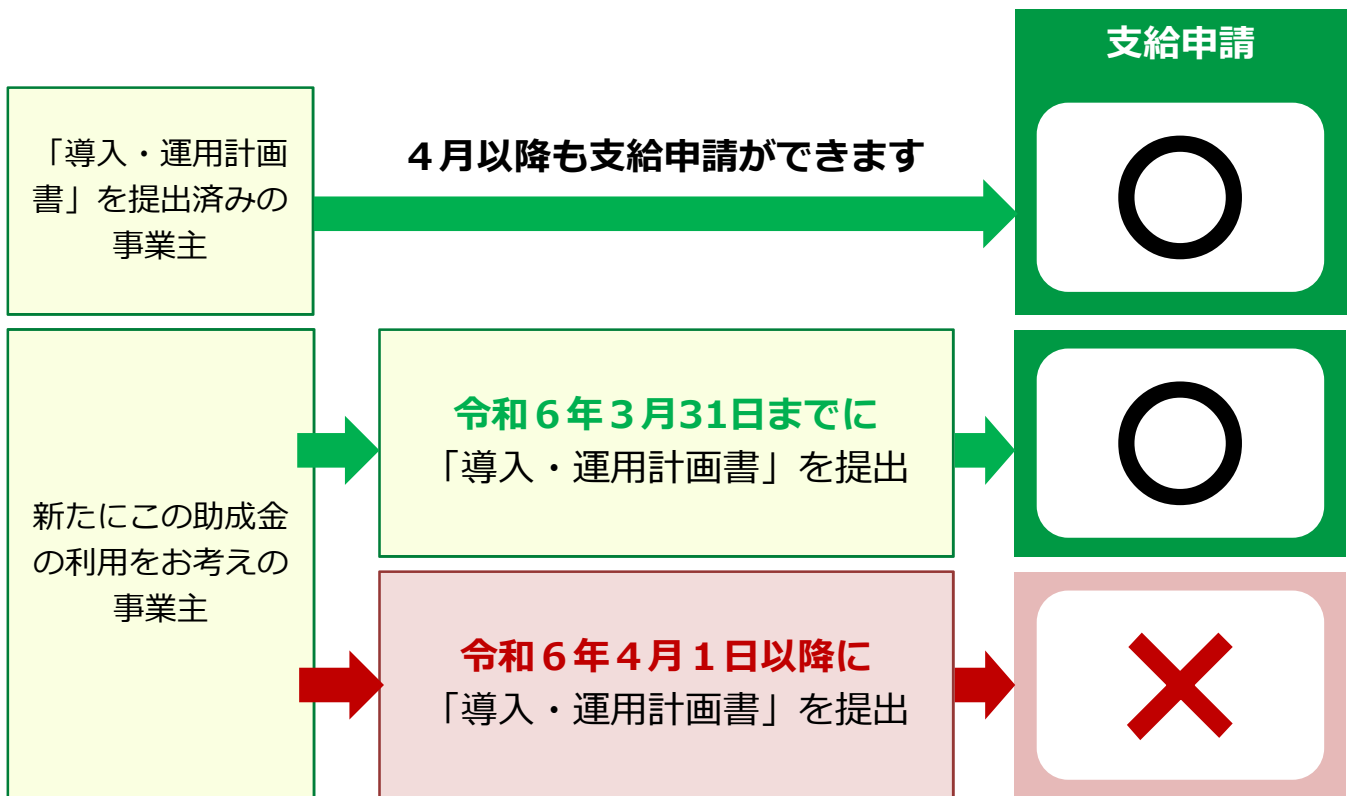 支給申請
「導入・運用計画
書」を提出済みの
事業主
４月以降も支給申請ができます
新たにこの助成金
の利用をお考えの
事業主
令和６年３月31日までに
「導入・運用計画書」を提出
令和６年４月１日以降に
「導入・運用計画書」を提出